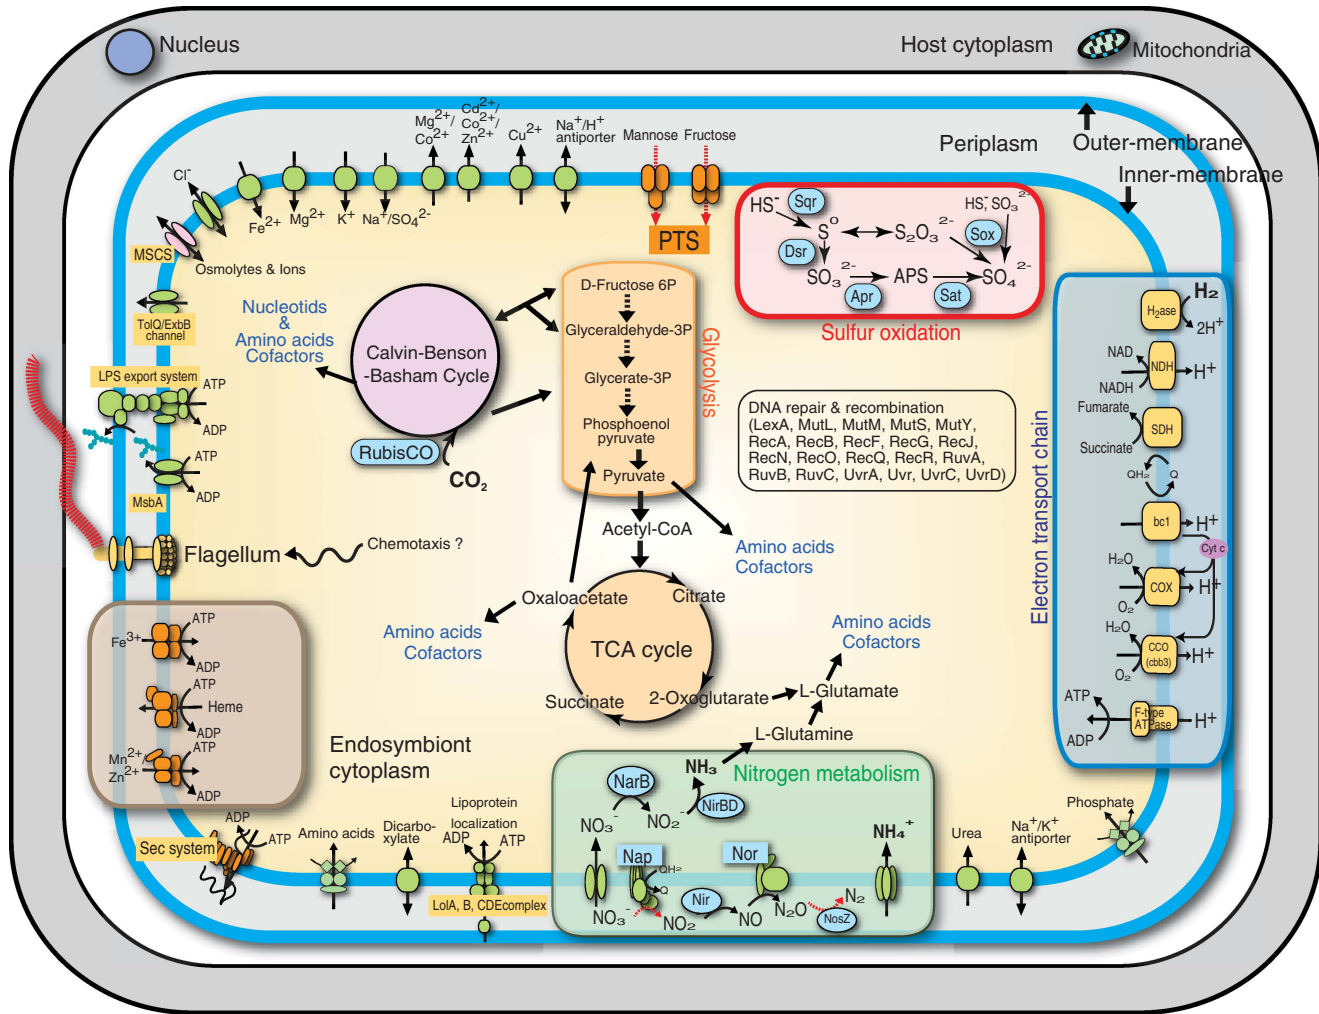 Nucleus
Host cytoplasm
Mitochondria
Periplasm
Outer-membrane
Inner-membrane
Cl-
Fe2+
Mg2+
K+
Na+/SO42-
Mg2+/
Co2+
Cd2+/
Co2+/
Zn2+
Cu2+
Na+/H+
antiporter
Mannose
Fructose
PTS
MSCS
Osmolytes & Ions
TolQ/ExbB
channel
LPS export system
ATP
ADP
ATP
ADP
MsbA
Flagellum
Chemotaxis ?
Nucleotids
&
Amino acids
Cofactors
Calvin-Benson
-Basham Cycle
RubisCO
CO2
D-Fructose 6P
Glyceraldehyde-3P
Glycerate-3P
Phosphoenol
pyruvate
Pyruvate
Glycolysis
Acetyl-CoA
Amino acids
Cofactors
Oxaloacetate
Citrate
TCA cycle
Succinate
2-Oxoglutarate
Amino acids
Cofactors
Amino acids
Cofactors
L-Glutamate
L-Glutamine
HS-
Sqr
S0
S2O32-
HS-
SO32-
Sox
Dsr
SO32-
APS
SO42-
Apr
Sat
Sulfur oxidation
DNA repair & recombination
(LexA, MutL, MutM, MutS, MutY,
RecA, RecB, RecF, RecG, RecJ,
RecN, RecO, RecQ, RecR, RuvA,
RuvB, RuvC, UvrA, Uvr, UvrC, UvrD)
Electron transport chain
H2
H2ase
2H+
NAD
NDH
H+
NADH
Fumarate
SDH
Succinate
QH2
Q
bc1
H+
Cyt c
H2O
COX
H+
O2
H2O
CCO
(cbb3)
H+
O2
ATP
F-type
ATPase
H+
ADP
Fe3+
ATP
ADP
ATP
Heme
ADP
Mn2+/
Zn2+
ATP
ADP
Endosymbiont
cytoplasm
Sec system
ADP
ATP
Amino acids
Dicarbo-
xylate
Lipoprotein
localization
ADP
ATP
LolA, B, CDEcomplex
Nitrogen metabolism
NH3
NarB
NirBD
NO3-
NO2-
Nap
QH2
Q
Nor
NO3-
NO2
Nir
NO
N2O
NosZ
N2
NH4+
Urea
Na+/K+
antiporter
Phosphate